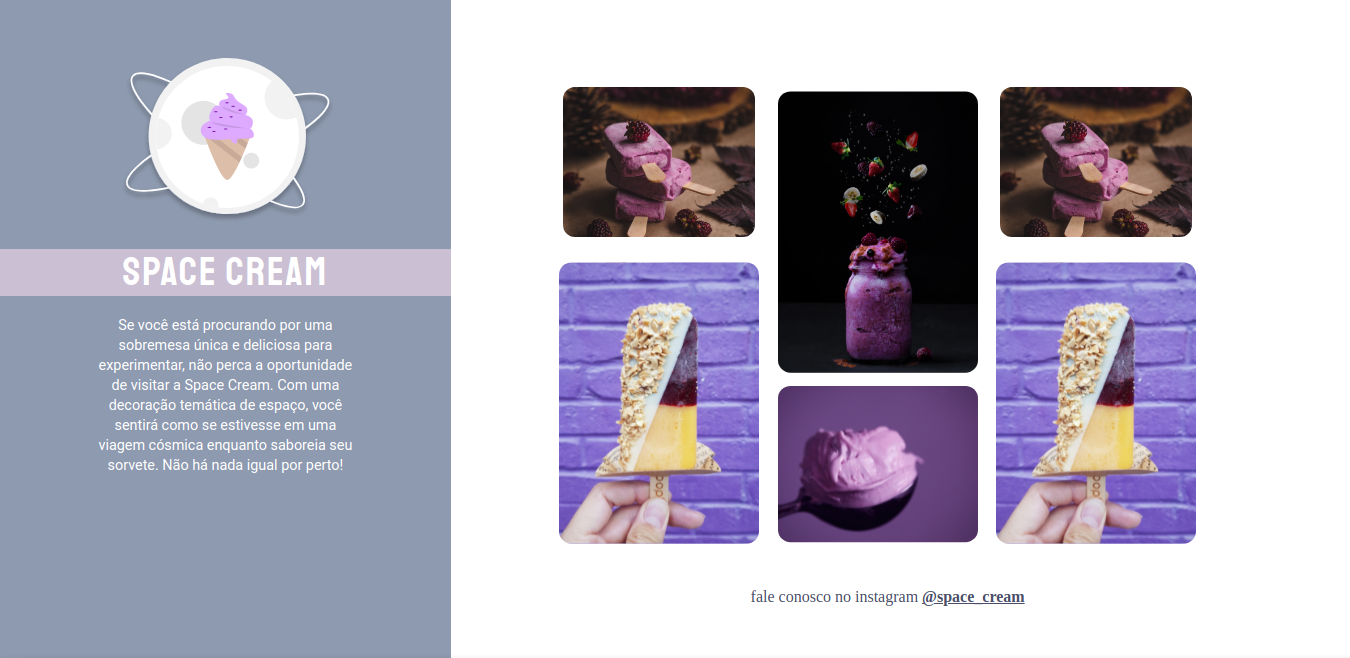 SPACE CREAM
Se você está procurando por uma
sobremesa única e deliciosa para
experimentar, não perca a oportunidade
de visitar a Space Cream. Com uma
decoração temática de espaço, você
sentirá como se estivesse em uma
viagem cósmica enquanto saboreia seu
sorvete. Não há nada igual por perto!
fale conosco no instagram @space_cream